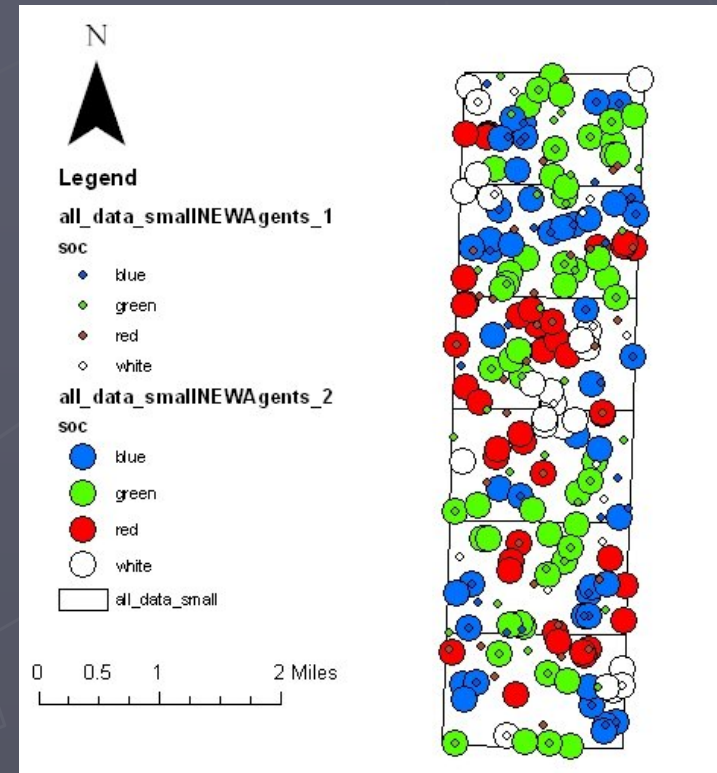 N
Legend
all_data_smallNEWAgents_1
soc
blue
green
red
white
all_data_smallNEWAgents_2
soc
blue
green
red
white
all_data_small
0 0.5 1 2 Miles